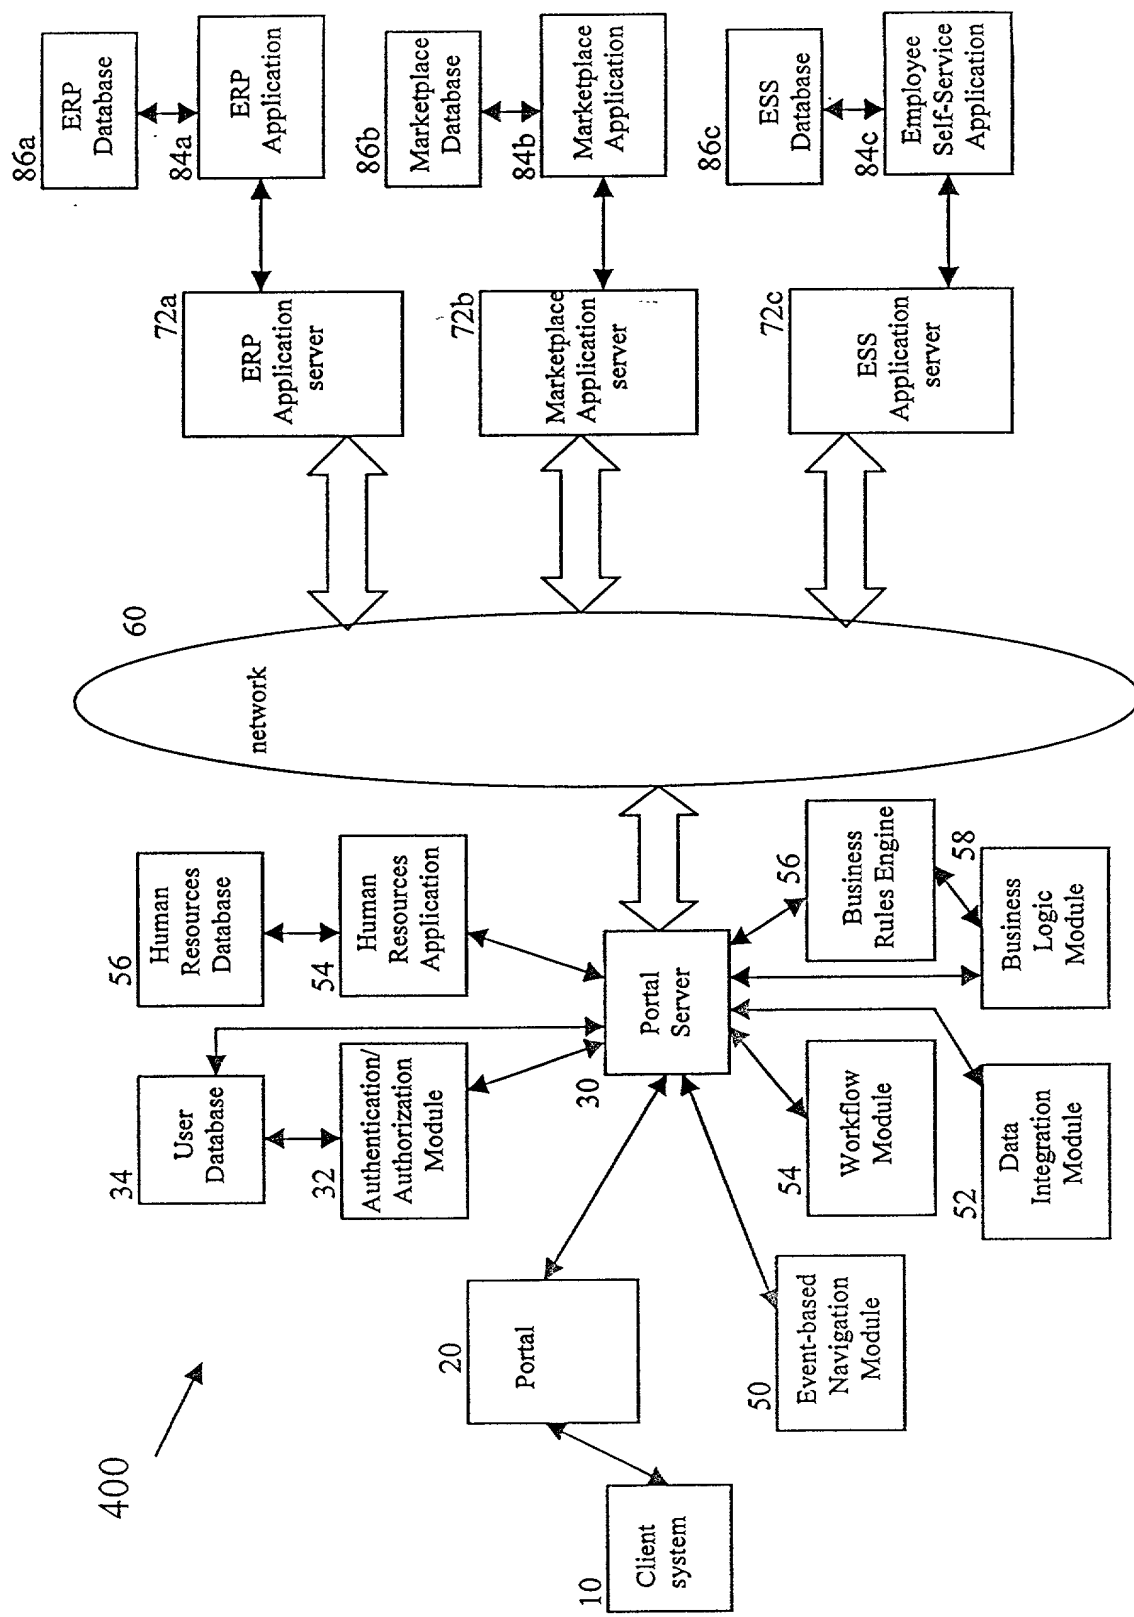 400
10
Client
system
20
Portal
50
Event-based
Navigation
Module
34
User
Database
32
Authentication/
Authorization
Module
56
Human
Resources
Database
54
Human
Resources
Application
30
Portal
Server
54
Workflow
Module
52
Data
Integration
Module
56
Business
Rules Engine
58
Business
Logic
Module
60
network
72a
ERP
Application
server
72b
Marketplace
Application
server
72c
ESS
Application
server
86a
ERP
Database
84a
ERP
Application
86b
Marketplace
Database
84b
Marketplace
Application
86c
ESS
Database
84c
Employee
Self-Service
Application